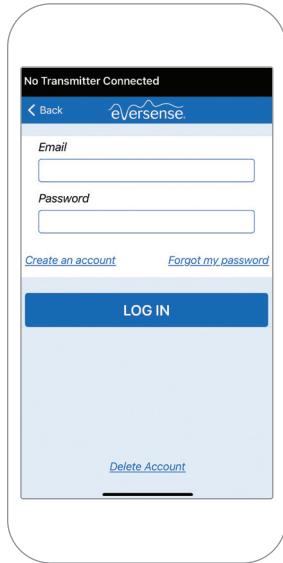 No Transmitter Connected
Back eversense.
Email
Password
Create an account Forgot my password
LOG IN
Delete Account